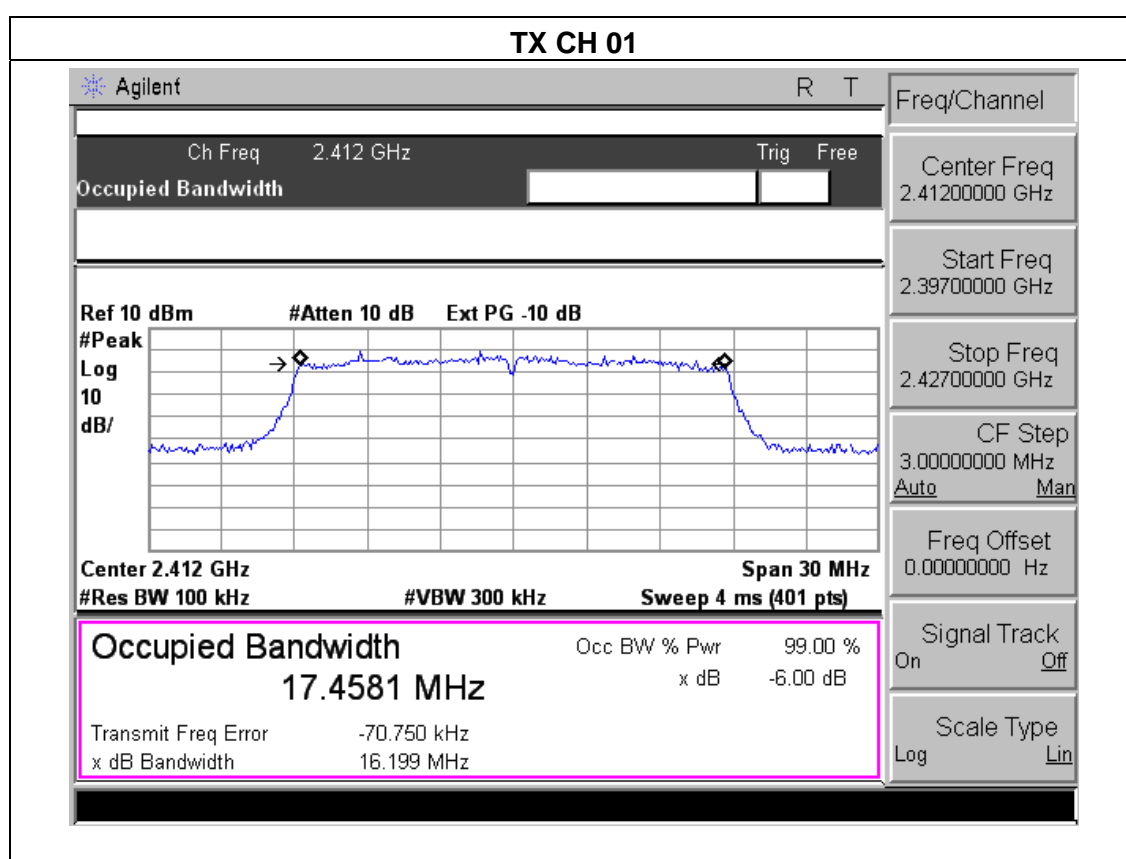 TX CH 01
Agilent R T
Freq/Channel
Ch Freq 2.412 GHz Trig Free
Occupied Bandwidth
Center Freq
2.41200000 GHz
Start Freq
2.39700000 GHz
Ref 10 dBm #Atten 10 dB Ext PG -10 dB
#Peak
Log
10
dB/
Stop Freq
2.42700000 GHz
CF Step
3.00000000 MHz
Auto Man
Center 2.412 GHz Span 30 MHz
#Res BW 100 kHz #VBW 300 kHz Sweep 4 ms (401 pts)
Freq Offset
0.00000000 Hz
Occupied Bandwidth
17.4581 MHz
Occ BW % Pwr 99.00 %
x dB -6.00 dB
Transmit Freq Error -70.750 kHz
x dB Bandwidth 16.199 MHz
Signal Track
On Off
Scale Type
Log Lin